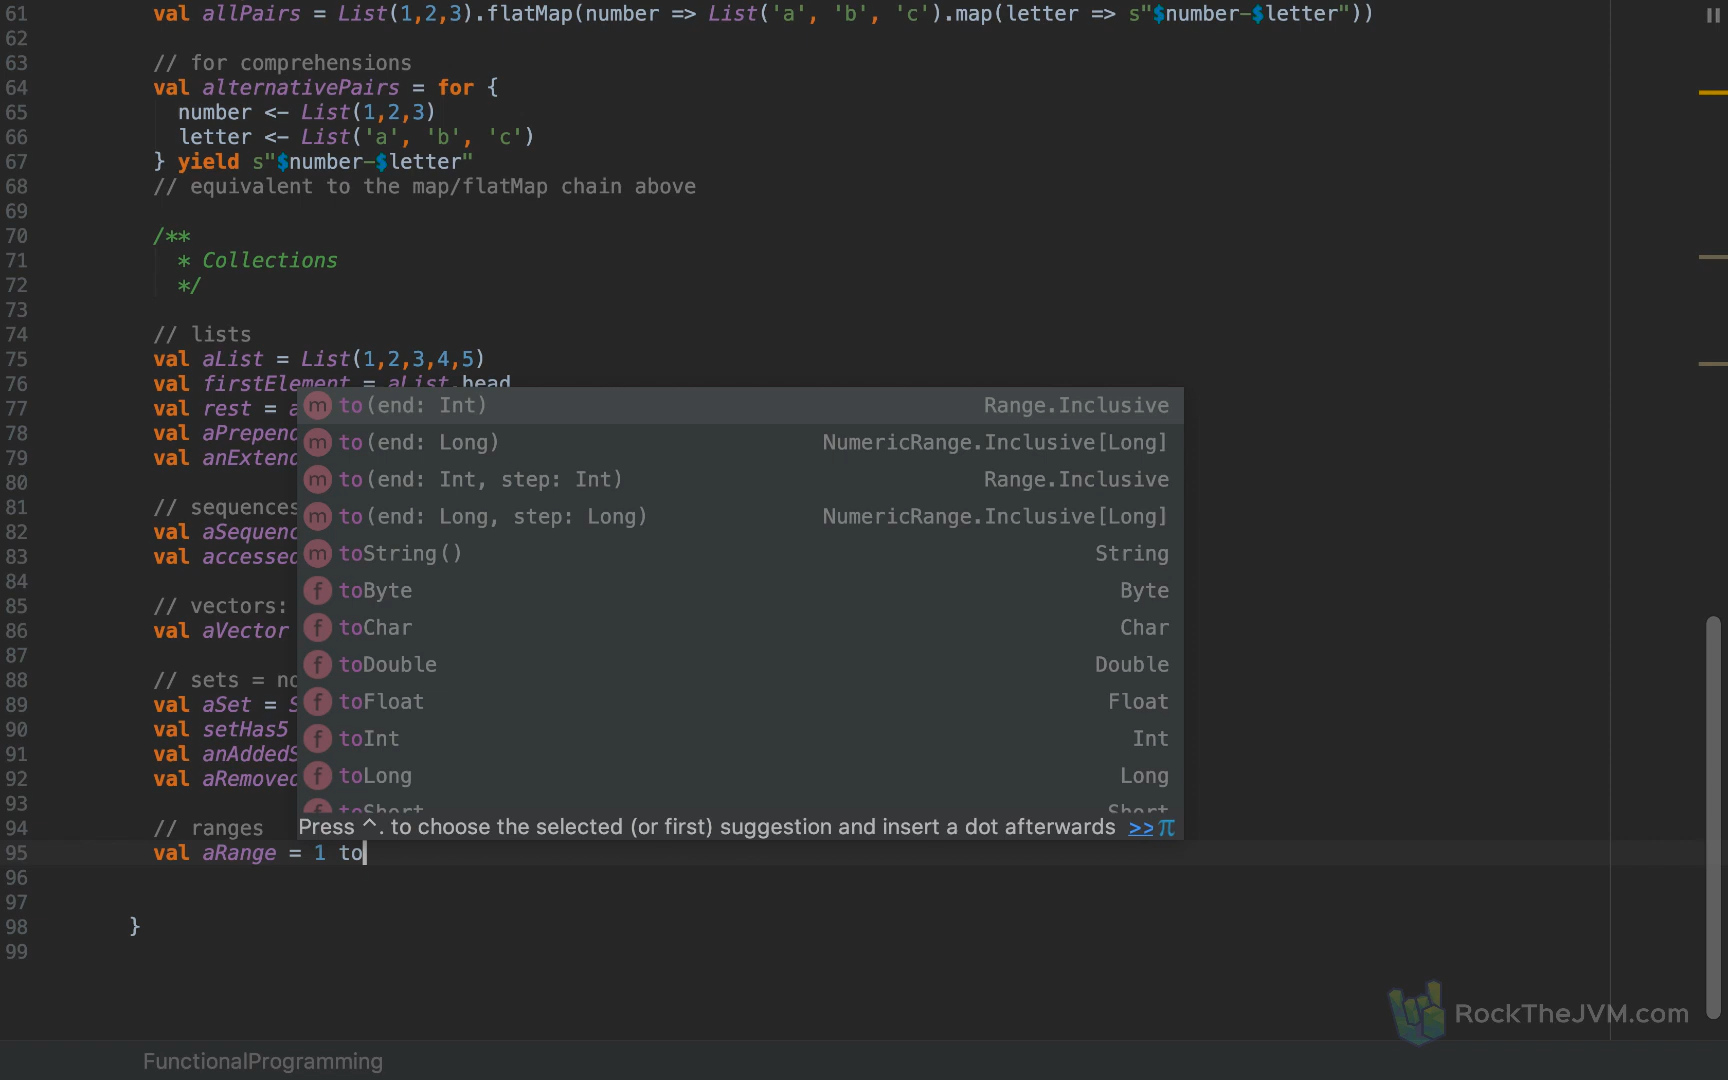 61 val allPairs = List(1,2,3).flatMap(number => List('a', 'b', 'c').map(letter => s"$number-$letter"))
62
63 // for comprehensions
64 val alternativePairs = for {
65 number <- List(1,2,3)
66 letter <- List('a', 'b', 'c')
67 } yield s"$number-$letter"
68 // equivalent to the map/flatMap chain above
69
70 /**
71 * Collections
72 */
73
74 // lists
75 val aList = List(1,2,3,4,5)
76 val firstElement = aList.head
77 val rest = a
78 val aPrepend
79 val anExtend
80
81 // sequences
82 val aSequenc
83 val accessed
84
85 // vectors:
86 val aVector
87
88 // sets = no
89 val aSet = S
90 val setHas5
91 val anAddedS
92 val aRemoved
93
94 // ranges
95 val aRange = 1 to
96
97
98 }
99
m to(end: Int) Range.Inclusive
m to(end: Long) NumericRange.Inclusive[Long]
m to(end: Int, step: Int) Range.Inclusive
m to(end: Long, step: Long) NumericRange.Inclusive[Long]
m toString() String
f toByte Byte
f toChar Char
f toDouble Double
f toFloat Float
f toInt Int
f toLong Long
f toShort Short
Press ^. to choose the selected (or first) suggestion and insert a dot afterwards >> π
RockTheJVM.com
FunctionalProgramming